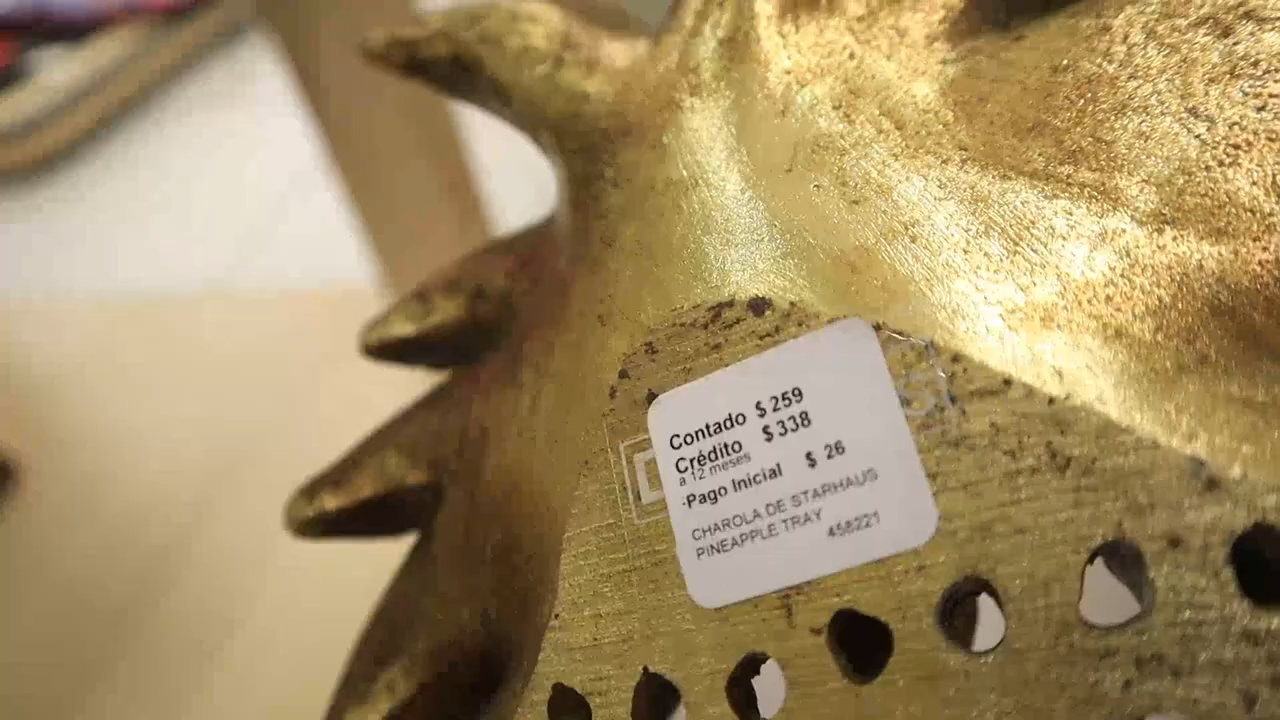 Contado $ 259
Crédito $ 338
a 12 meses
Pago Inicial $ 26
CHAROLA DE STARHAUS
PINEAPPLE TRAY 458221